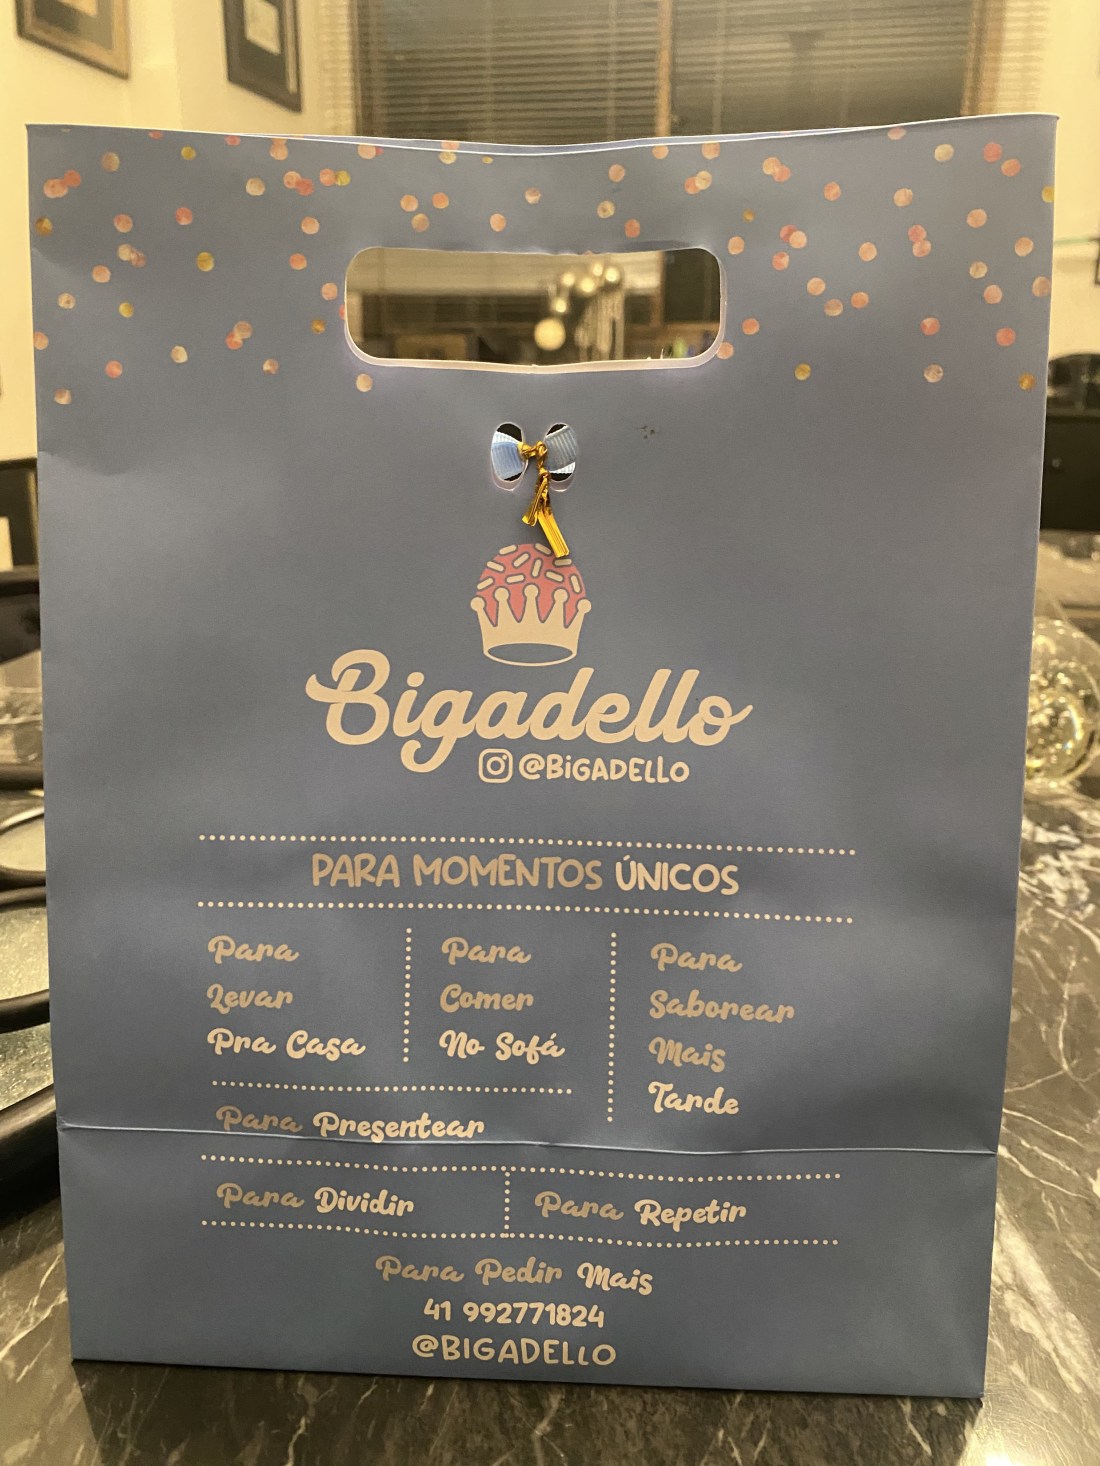 Bigadello
@BiGADELLO
PARA MOMENTOS ÚNICOS
Para
Levar
Pra Casa
Para
Comer
No Sofá
Para
Saborear
Mais
Tarde
Para Presentear
Para Dividir
Para Repetir
Para Pedir Mais
41 992771824
@BIGADELLO